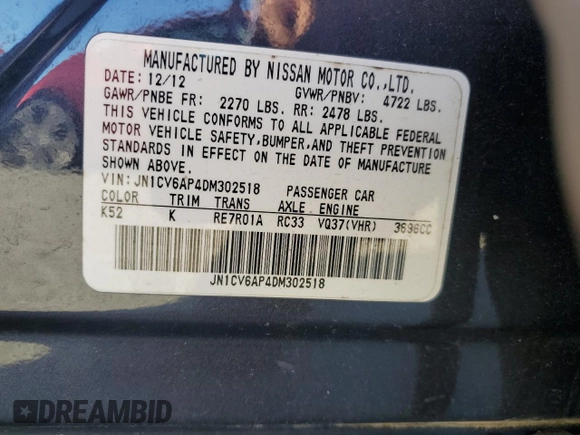 MANUFACTURED BY NISSAN MOTOR CO.,LTD.
DATE: 12/12 GVWR/PNBV: 4722 LBS.
GAWR/PNBE FR: 2270 LBS. RR: 2478 LBS.
THIS VEHICLE CONFORMS TO ALL APPLICABLE FEDERAL
MOTOR VEHICLE SAFETY,BUMPER,AND THEFT PREVENTION
STANDARDS IN EFFECT ON THE DATE OF MANUFACTURE
SHOWN ABOVE.
VIN: JN1CV6AP4DM302518 PASSENGER CAR
COLOR TRIM TRANS AXLE ENGINE
K52 K RE7R01A RC33 VQ37(VHR) 3696CC
JN1CV6AP4DM302518
DREAMBID